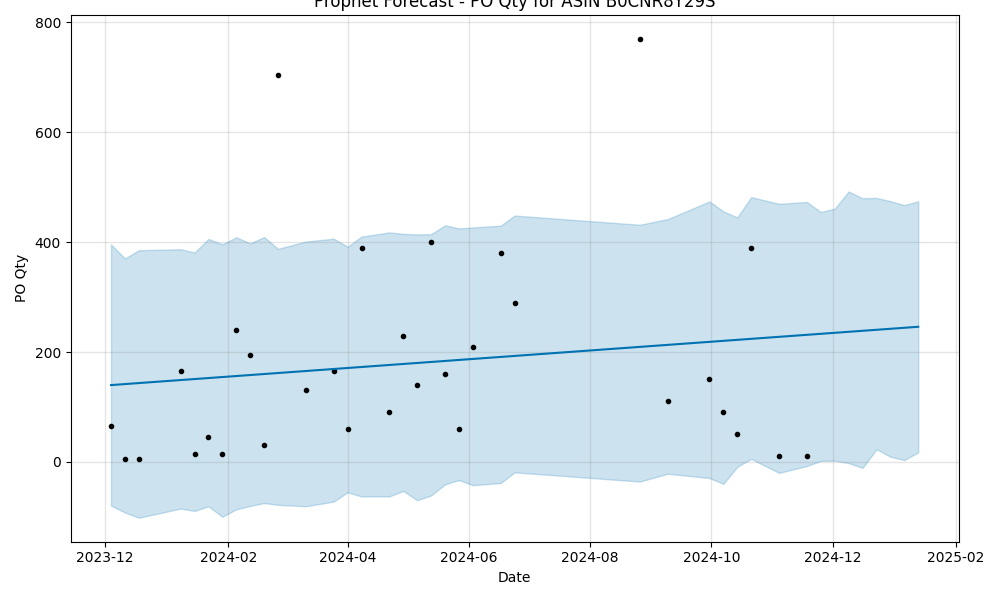 Prophet Forecast - PO Qty for ASIN B0CNR8Y29S
800
600
400
200
0
PO Qty
2023-12 2024-02 2024-04 2024-06 2024-08 2024-10 2024-12 2025-02
Date